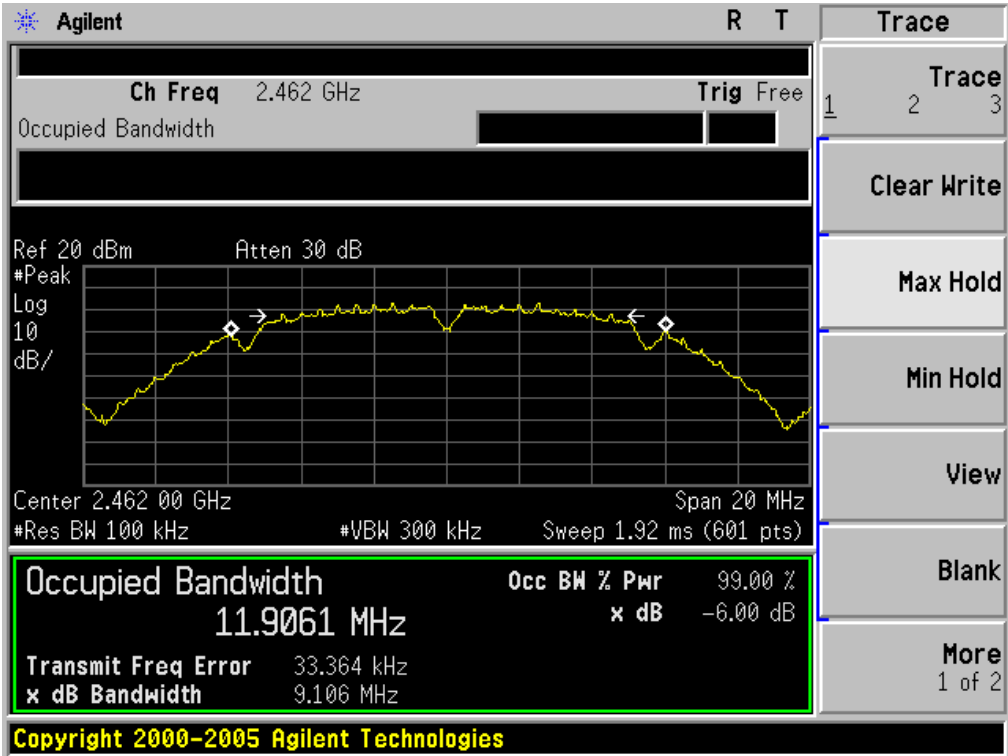 Agilent R T
Ch Freq 2.462 GHz Trig Free
Occupied Bandwidth
Ref 20 dBm Atten 30 dB
#Peak
Log
10
dB/
Center 2.462 00 GHz Span 20 MHz
#Res BW 100 kHz #VBW 300 kHz Sweep 1.92 ms (601 pts)
Occupied Bandwidth Occ BW % Pwr 99.00 %
11.9061 MHz x dB -6.00 dB
Transmit Freq Error 33.364 kHz
x dB Bandwidth 9.106 MHz
Copyright 2000-2005 Agilent Technologies
Trace
Trace
1 2 3
Clear Write
Max Hold
Min Hold
View
Blank
More
1 of 2